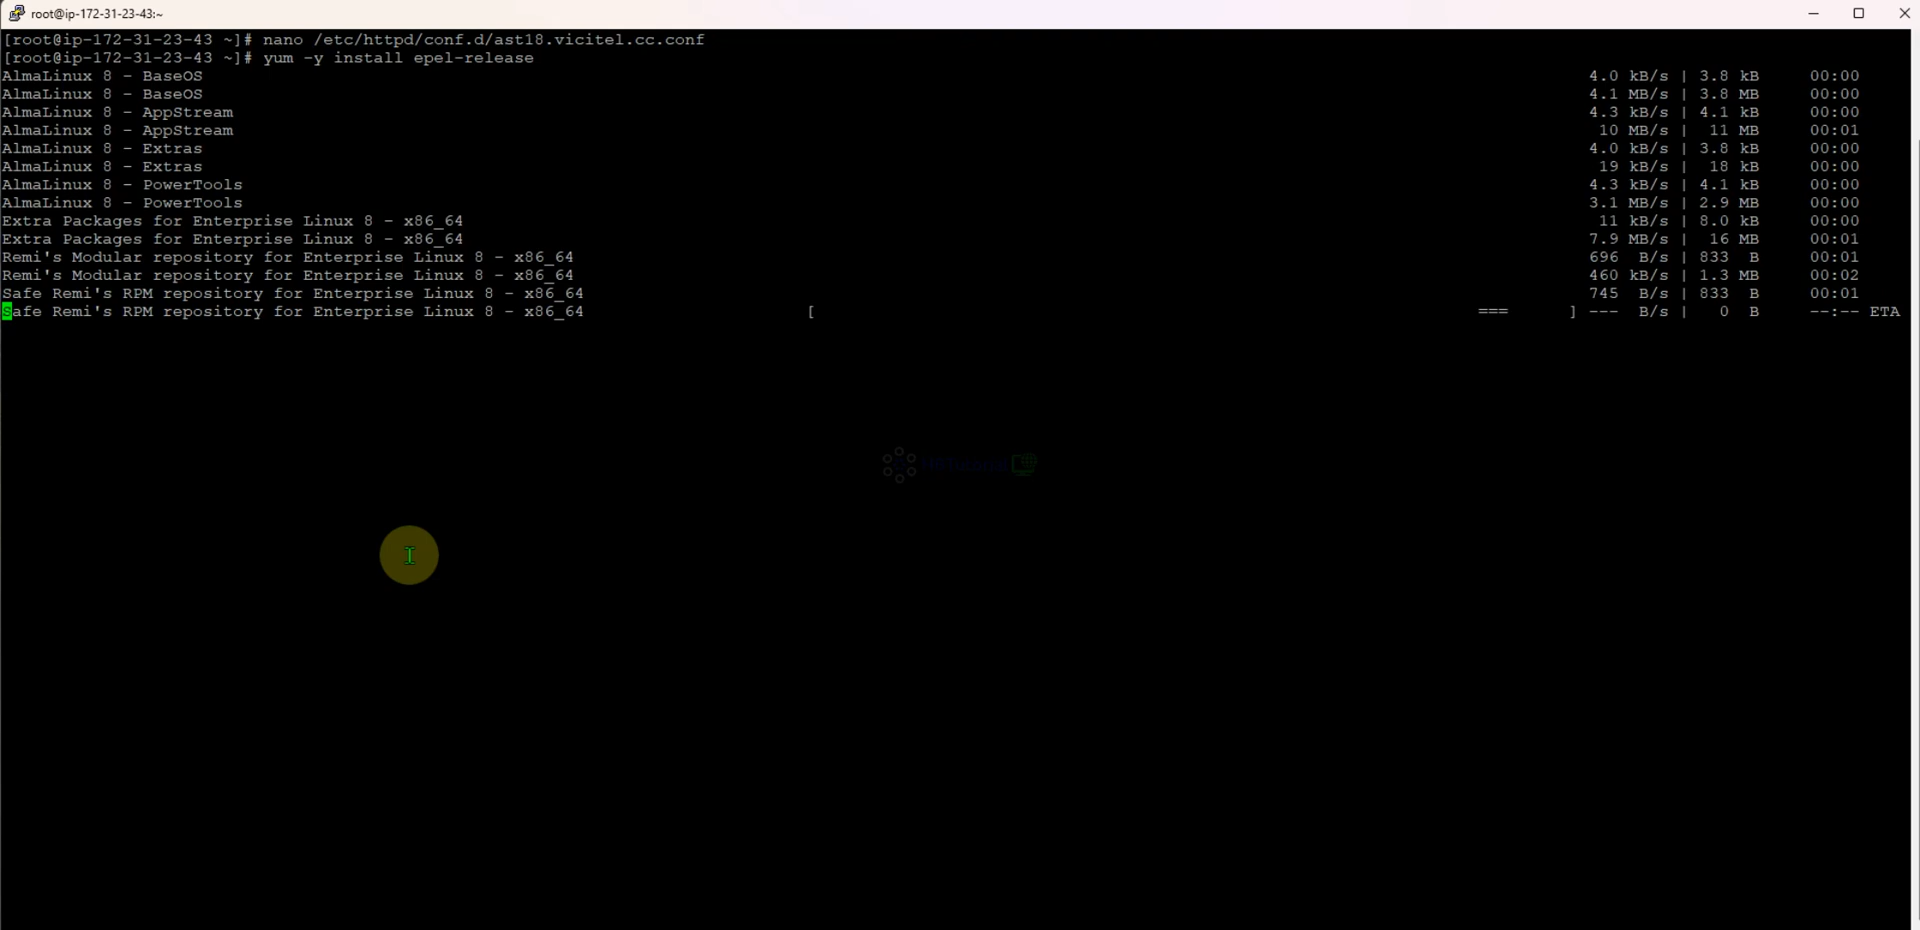 root@ip-172-31-23-43:~
[root@ip-172-31-23-43 ~]# nano /etc/httpd/conf.d/ast18.vicitel.cc.conf
[root@ip-172-31-23-43 ~]# yum -y install epel-release
AlmaLinux 8 - BaseOS 4.0 kB/s | 3.8 kB 00:00
AlmaLinux 8 - BaseOS 4.1 MB/s | 3.8 MB 00:00
AlmaLinux 8 - AppStream 4.3 kB/s | 4.1 kB 00:00
AlmaLinux 8 - AppStream 10 MB/s | 11 MB 00:01
AlmaLinux 8 - Extras 4.0 kB/s | 3.8 kB 00:00
AlmaLinux 8 - Extras 19 kB/s | 18 kB 00:00
AlmaLinux 8 - PowerTools 4.3 kB/s | 4.1 kB 00:00
AlmaLinux 8 - PowerTools 3.1 MB/s | 2.9 MB 00:00
Extra Packages for Enterprise Linux 8 - x86_64 11 kB/s | 8.0 kB 00:00
Extra Packages for Enterprise Linux 8 - x86_64 7.9 MB/s | 16 MB 00:01
Remi's Modular repository for Enterprise Linux 8 - x86_64 696 B/s | 833 B 00:01
Remi's Modular repository for Enterprise Linux 8 - x86_64 460 kB/s | 1.3 MB 00:02
Safe Remi's RPM repository for Enterprise Linux 8 - x86_64 745 B/s | 833 B 00:01
Safe Remi's RPM repository for Enterprise Linux 8 - x86_64 [ === ] --- B/s | 0 B --:-- ETA